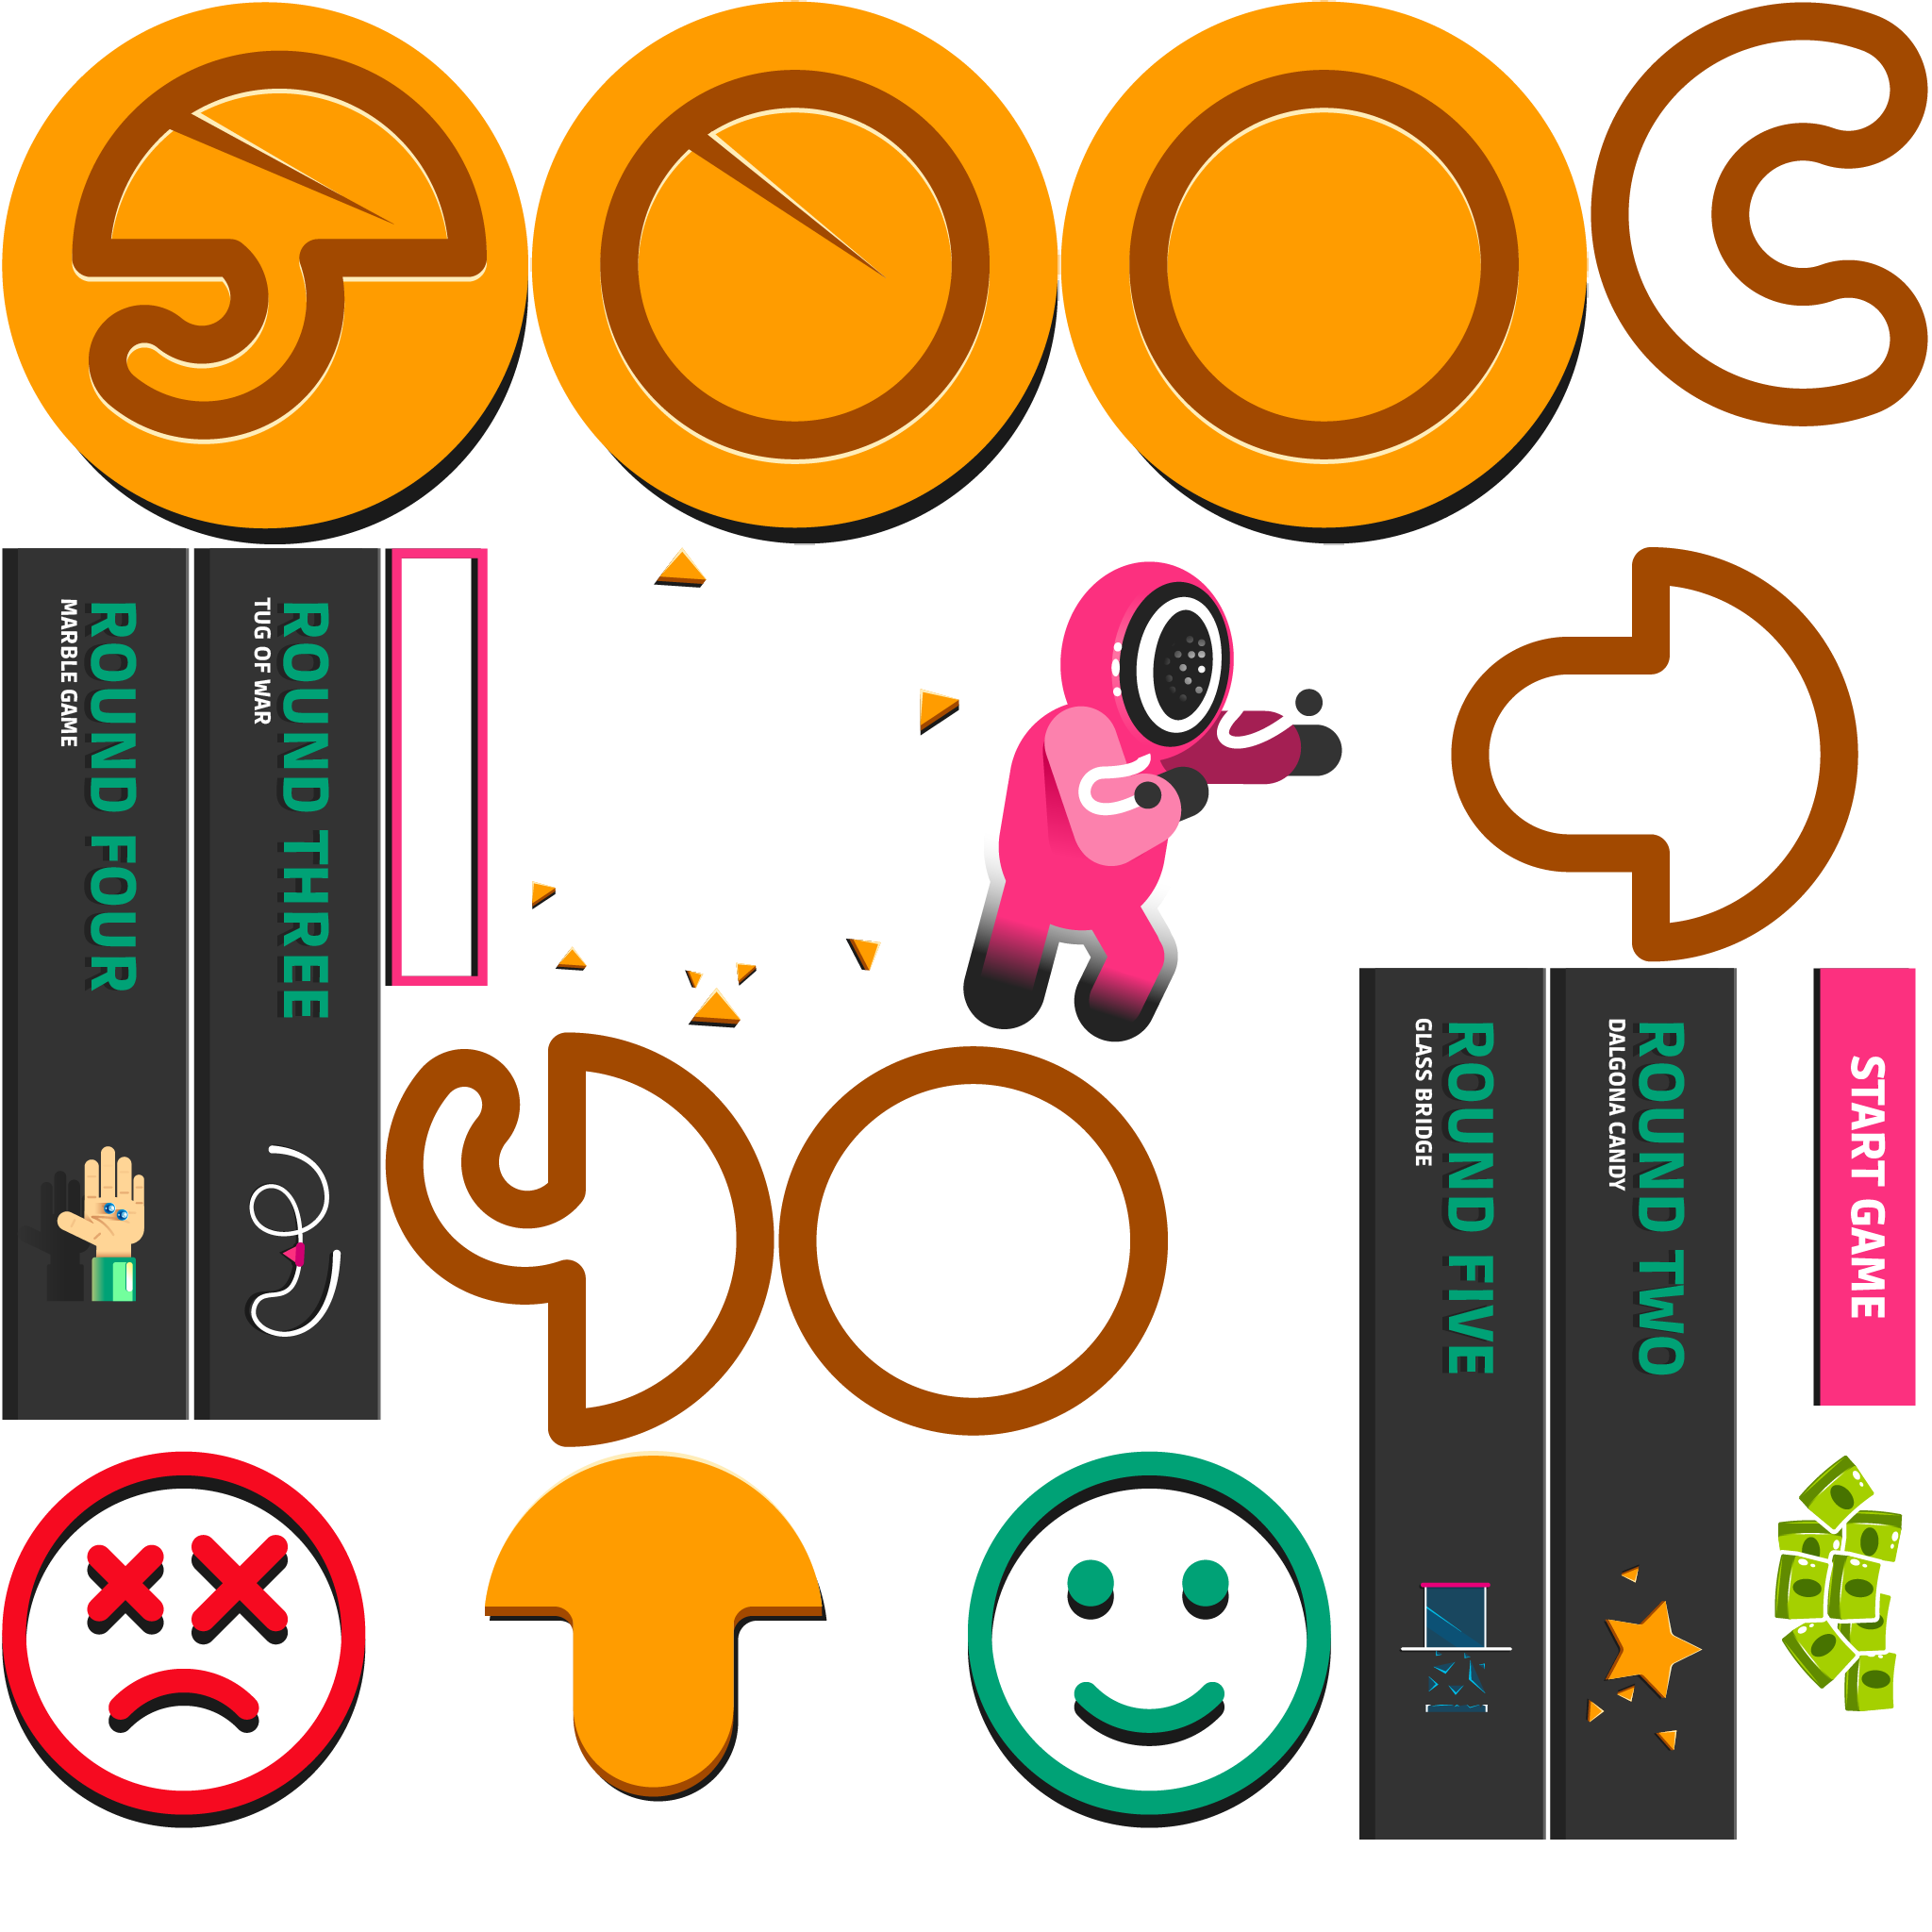 ROUND FOUR
MARBLE GAME
ROUND THREE
TUG OF WAR
ROUND FIVE
GLASS BRIDGE
ROUND TWO
DALGONA CANDY
START GAME